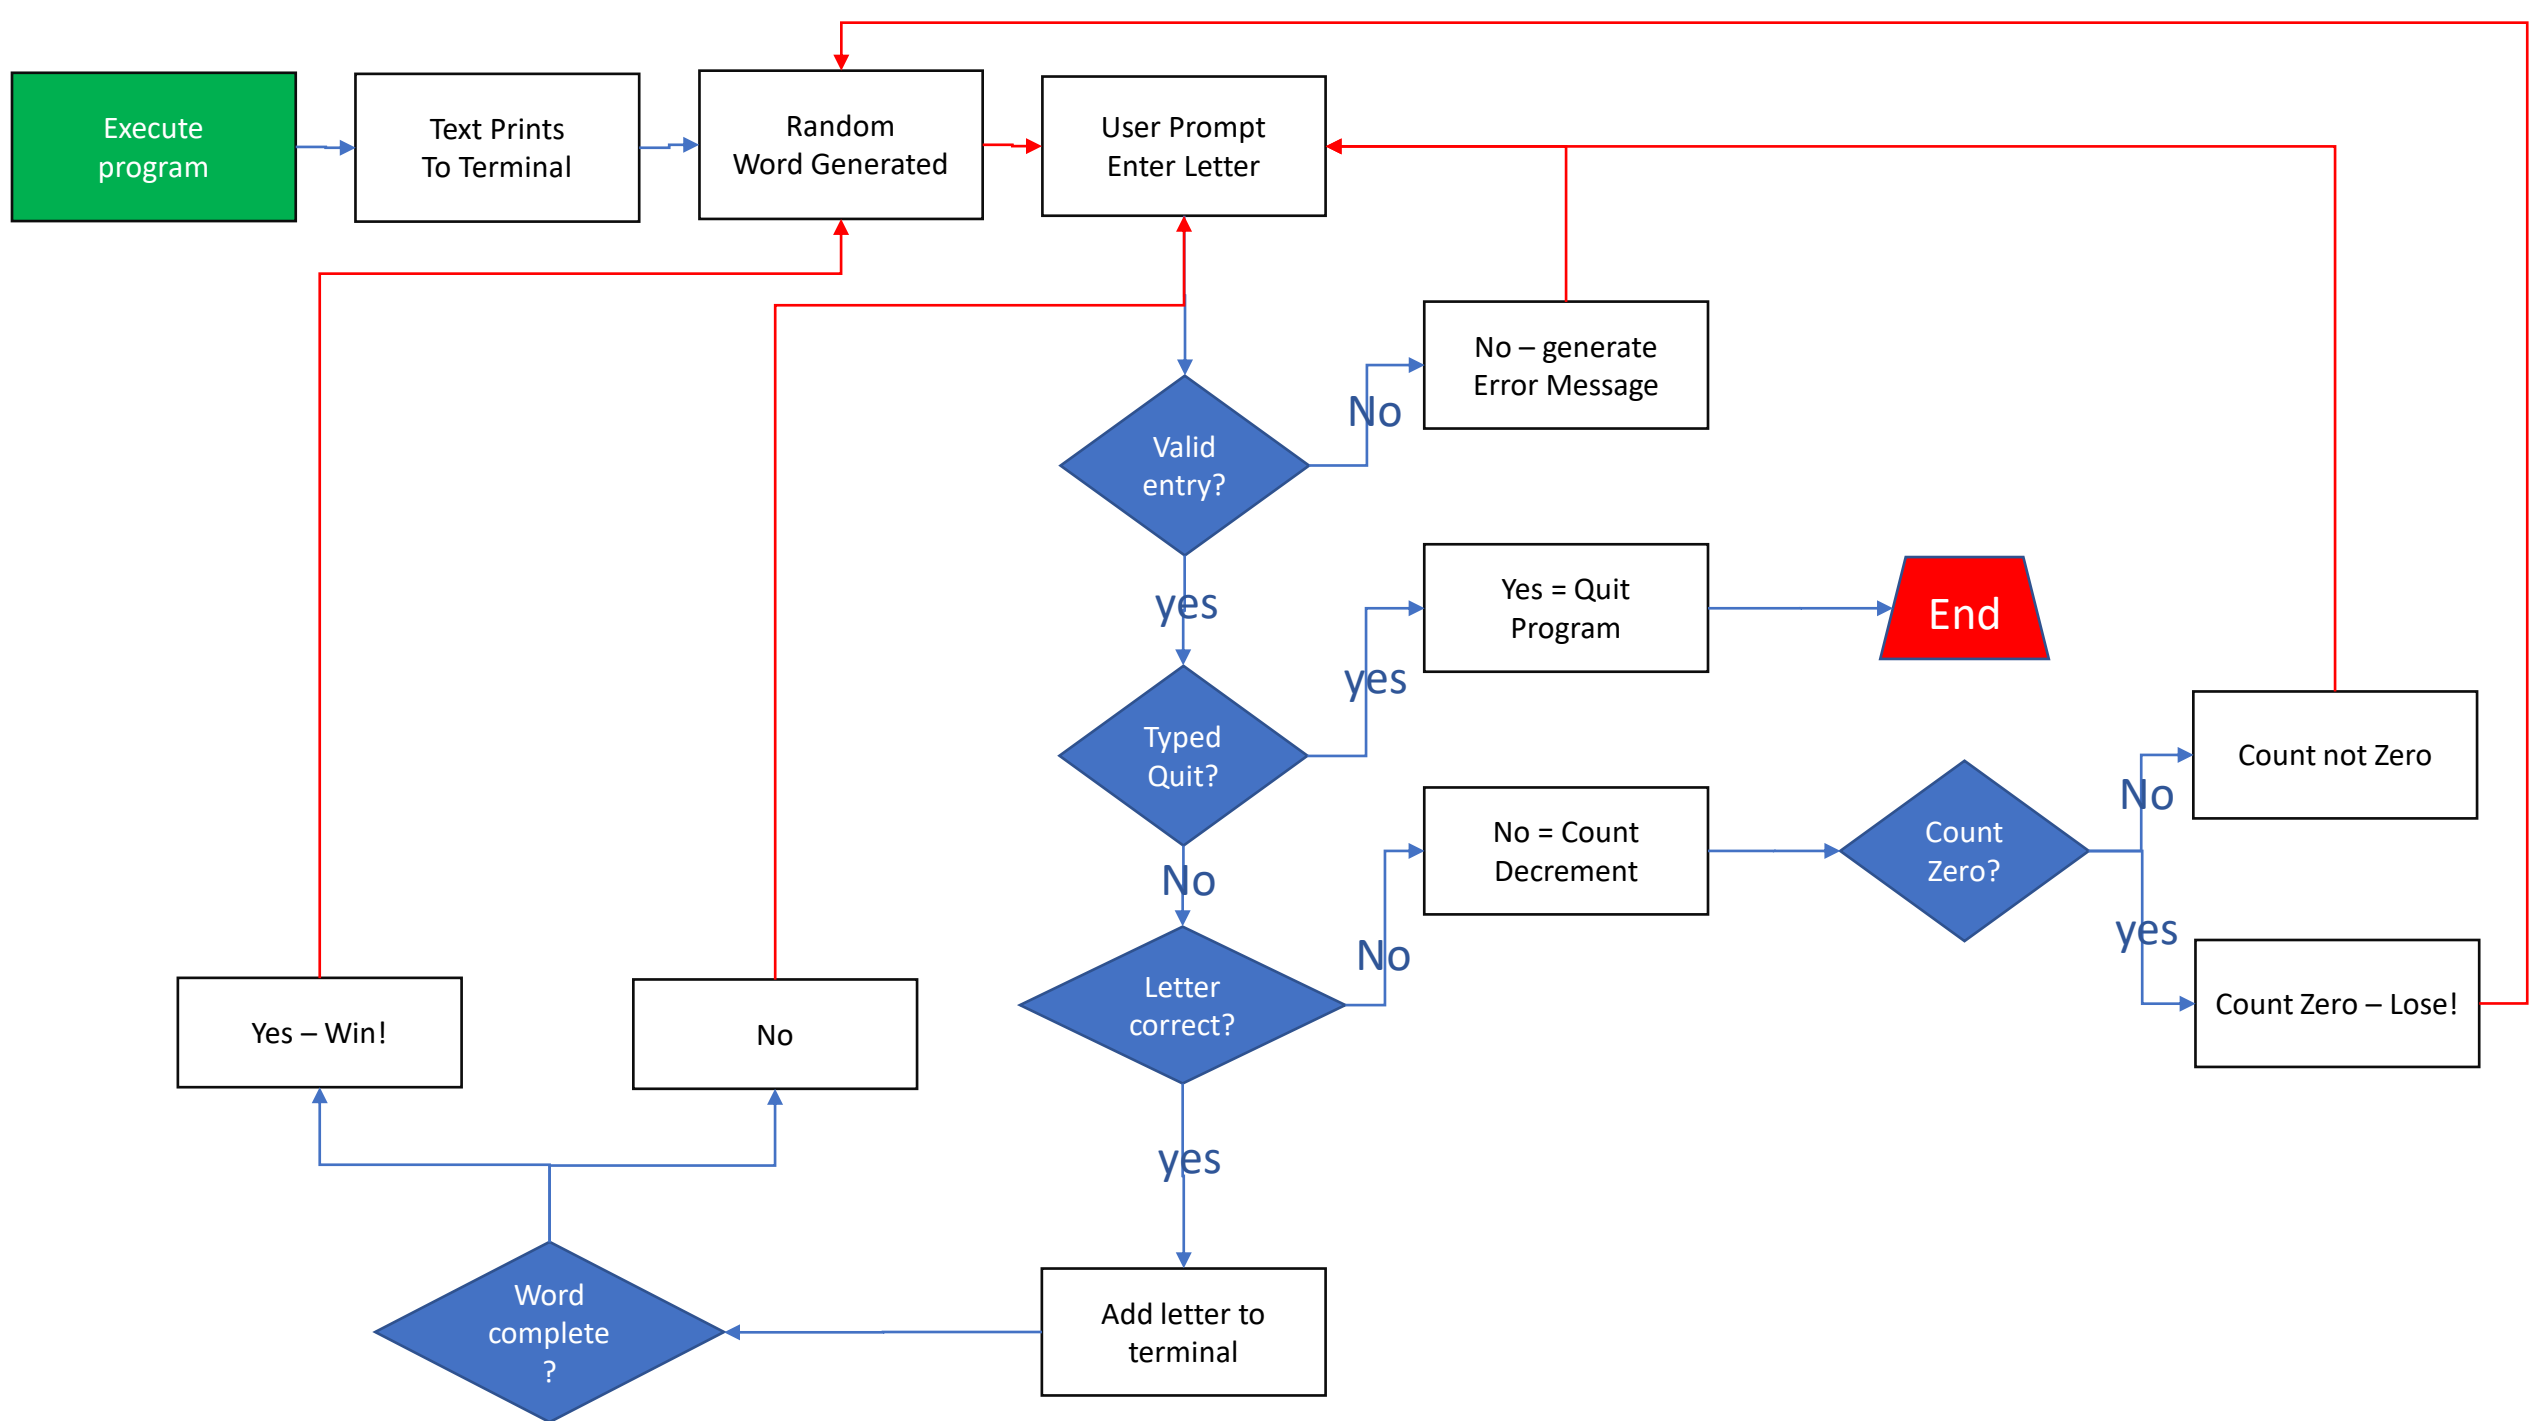 Execute
program
Text Prints
To Terminal
Random
Word Generated
User Prompt
Enter Letter
No – generate
Error Message
No
Valid
entry?
yes
Yes = Quit
Program
End
yes
Typed
Quit?
Count not Zero
No
No = Count
Decrement
Count
Zero?
No
yes
No
Letter
correct?
Count Zero – Lose!
Yes – Win!
No
yes
Word
complete
?
Add letter to
terminal